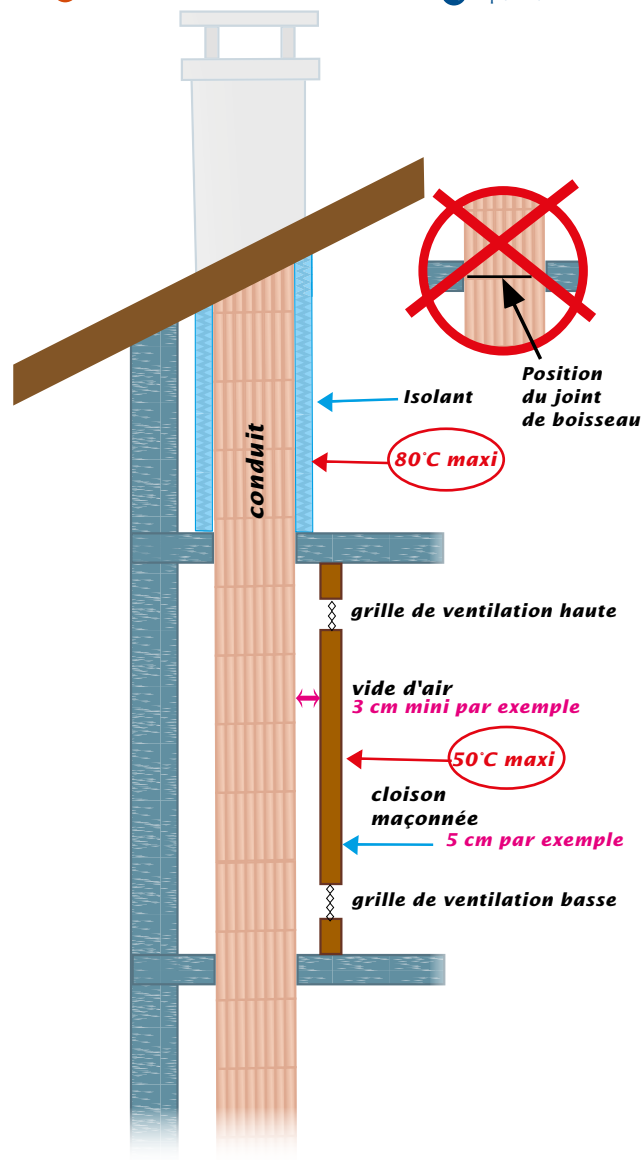 Position
du joint
de boisseau
Isolant
conduit
80°C maxi
grille de ventilation haute
vide d'air
3 cm mini par exemple
50°C maxi
cloison
maçonnée
5 cm par exemple
grille de ventilation basse